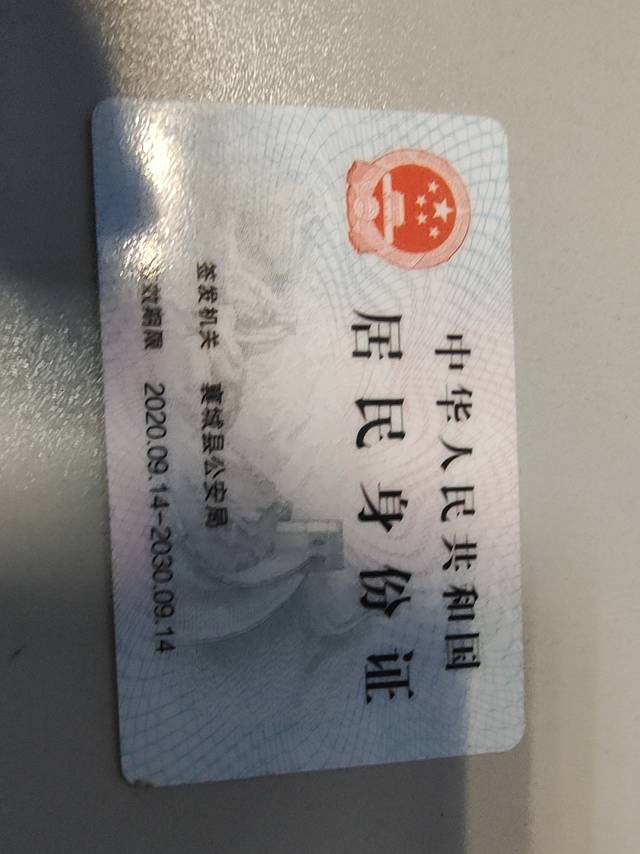 中华人民共和国
居民身份证
签发机关 襄城县公安局
有效期限 2020.09.14-2030.09.14